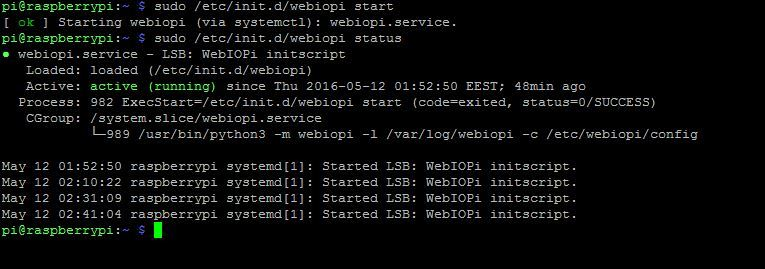 pi@raspberrypi:~ $ sudo /etc/init.d/webiopi start
[ ok ] Starting webiopi (via systemctl): webiopi.service.
pi@raspberrypi:~ $ sudo /etc/init.d/webiopi status
● webiopi.service - LSB: WebIOPi initscript
   Loaded: loaded (/etc/init.d/webiopi)
   Active: active (running) since Thu 2016-05-12 01:52:50 EEST; 48min ago
  Process: 982 ExecStart=/etc/init.d/webiopi start (code=exited, status=0/SUCCESS)
   CGroup: /system.slice/webiopi.service
           └─989 /usr/bin/python3 -m webiopi -l /var/log/webiopi -c /etc/webiopi/config

May 12 01:52:50 raspberrypi systemd[1]: Started LSB: WebIOPi initscript.
May 12 02:10:22 raspberrypi systemd[1]: Started LSB: WebIOPi initscript.
May 12 02:31:09 raspberrypi systemd[1]: Started LSB: WebIOPi initscript.
May 12 02:41:04 raspberrypi systemd[1]: Started LSB: WebIOPi initscript.
pi@raspberrypi:~ $